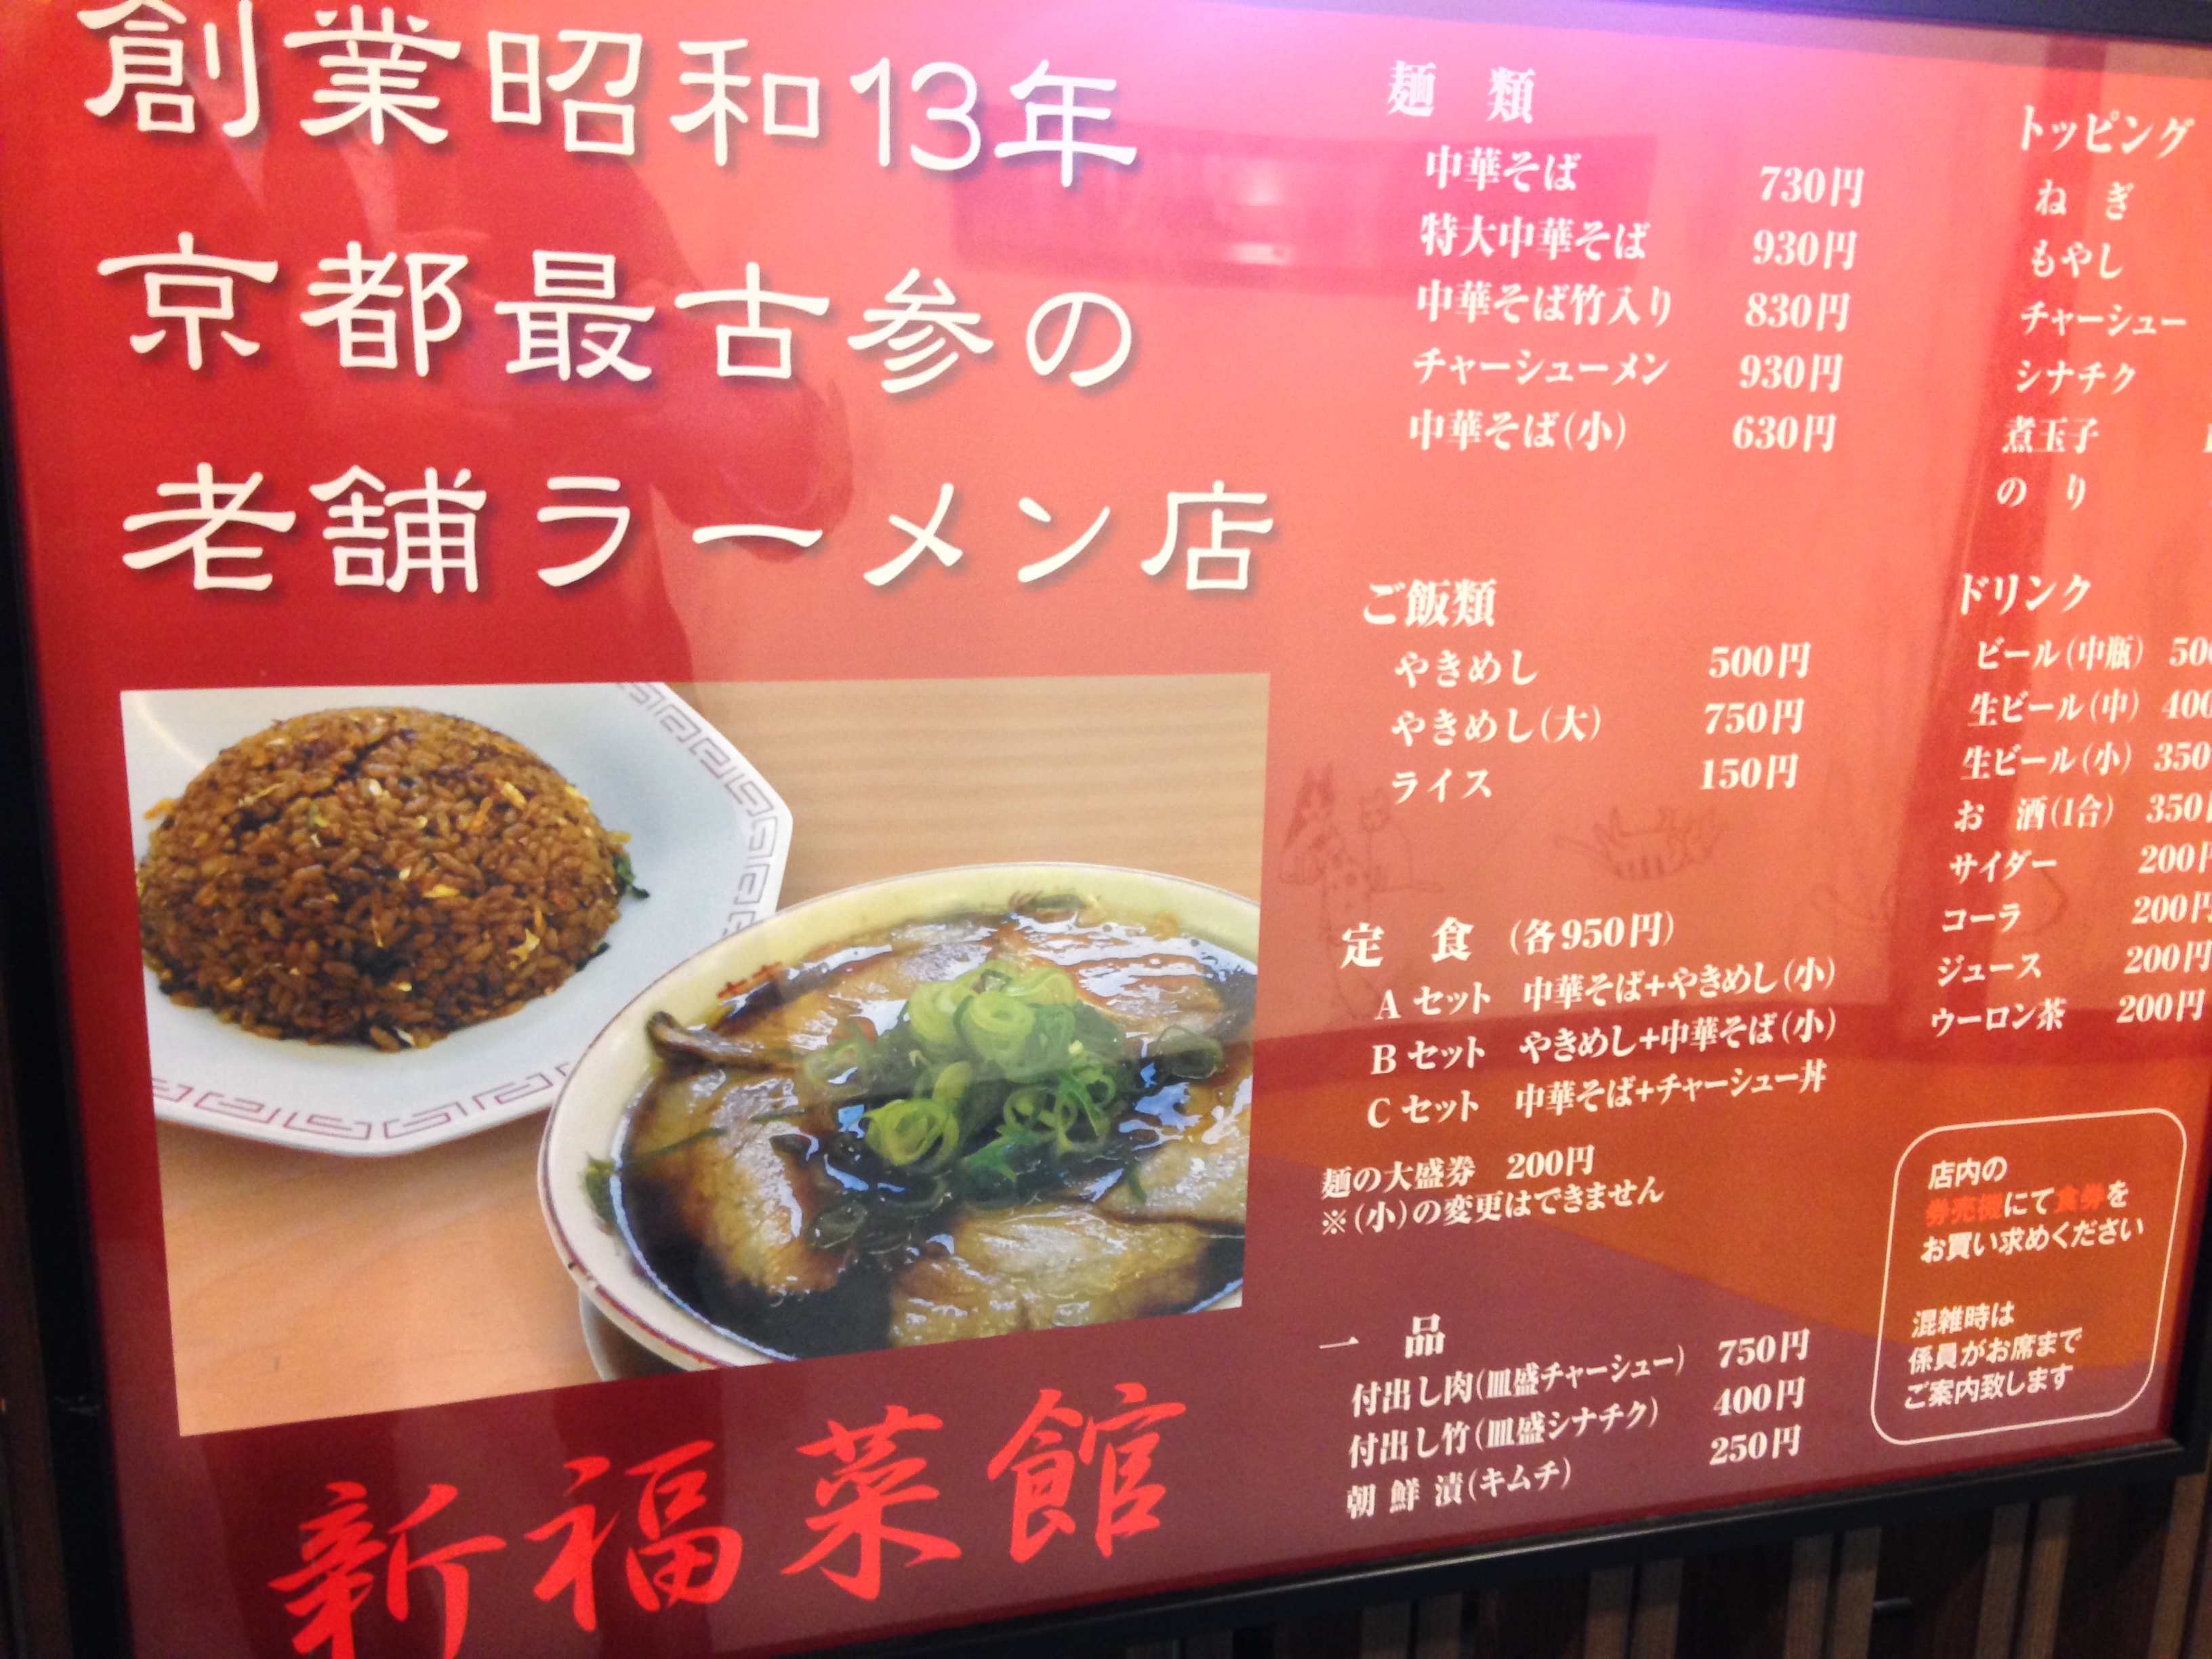 創業昭和13年
京都最古参の
老舗ラーメン店
新福菜館
麺 類
中華そば 730円
特大中華そば 930円
中華そば竹入り 830円
チャーシューメン 930円
中華そば(小) 630円
ご飯類
やきめし 500円
やきめし(大) 750円
ライス 150円
定 食 (各950円)
A セット 中華そば+やきめし(小)
B セット やきめし+中華そば(小)
C セット 中華そば+チャーシュー丼
麺の大盛券 200円
※(小)の変更はできません
一 品
付出し肉(皿盛チャーシュー) 750円
付出し竹(皿盛シナチク) 400円
朝 鮮 漬(キムチ) 250円
トッピング
ね ぎ
もやし
チャーシュー
シナチク
煮玉子
の り
ドリンク
ビール(中瓶) 500
生ビール(中) 400
生ビール(小) 350
お 酒(1合) 350円
サイダー 200円
コーラ 200円
ジュース 200円
ウーロン茶 200円
店内の
券売機にて食券を
お買い求めください
混雑時は
係員がお席まで
ご案内致します